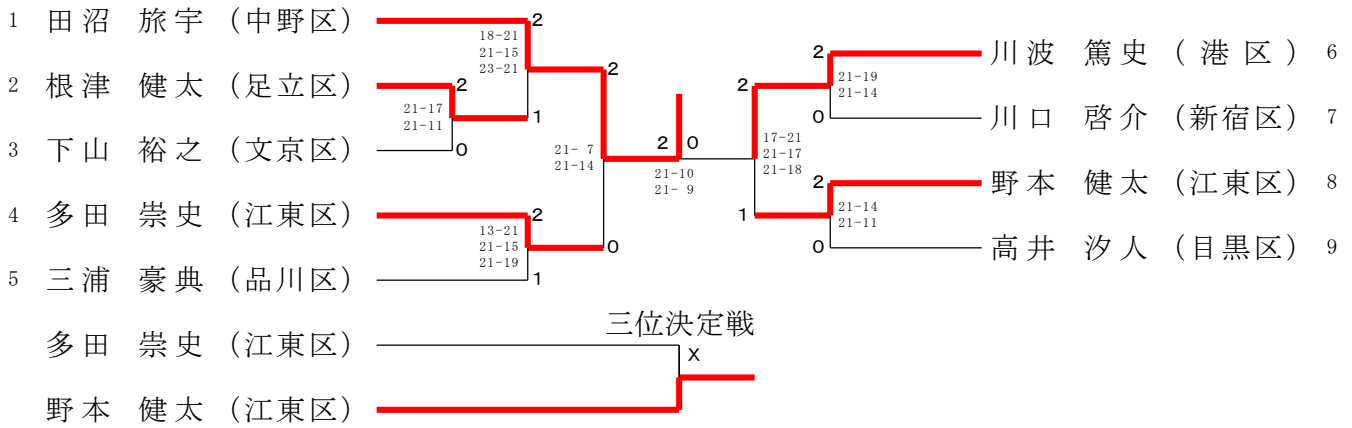 1 田沼 旅宇 (中野区) 2
18-21
21-15
23-21
2
2 根津 健太 (足立区) 2
21-17
21-11
1
3 下山 裕之 (文京区) 0
21- 7
21-14
2 0
21-10
21- 9
4 多田 崇史 (江東区) 2
13-21
21-15
21-19
0
5 三浦 豪典 (品川区) 1
2 川波 篤史 (港区) 6
21-19
21-14
2
0 川口 啓介 (新宿区) 7
17-21
21-17
21-18
2 野本 健太 (江東区) 8
21-14
21-11
1
0 高井 汐人 (目黒区) 9
三位決定戦
多田 崇史 (江東区)
X
野本 健太 (江東区)